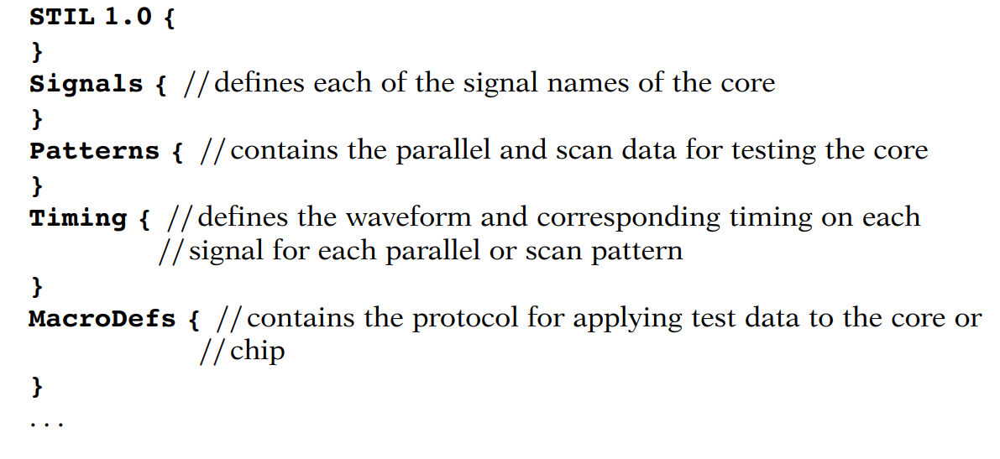 STIL 1.0 {
}
Signals { //defines each of the signal names of the core
}
Patterns { //contains the parallel and scan data for testing the core
}
Timing { //defines the waveform and corresponding timing on each
//signal for each parallel or scan pattern
}
MacroDefs { //contains the protocol for applying test data to the core or
//chip
}
...